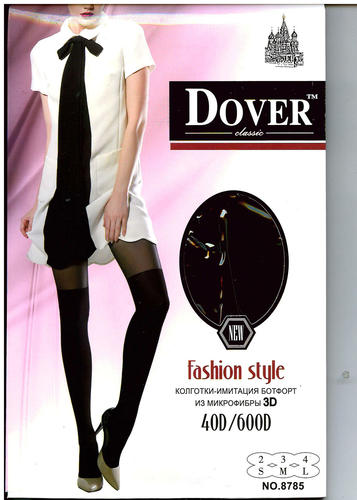 DOVER™
classic
NEW
Fashion style
КОЛГОТКИ-ИМИТАЦИЯ БОТФОРТ
ИЗ МИКРОФИБРЫ 3D
40D/600D
2 3 4
S M L
NO.8785